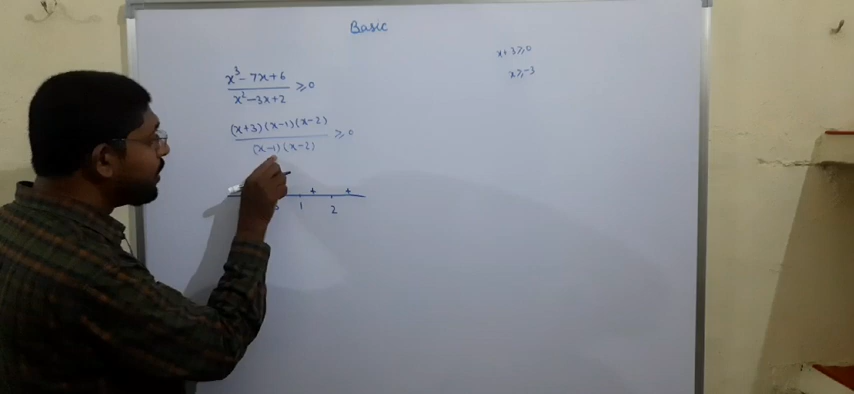 Basic
x³ - 7x + 6
x² - 3x + 2 ≥ 0
(x+3)(x-1)(x-2)
(x-1)(x-2) ≥ 0
+ +
1 2
x + 3 ≥ 0
x ≥ -3